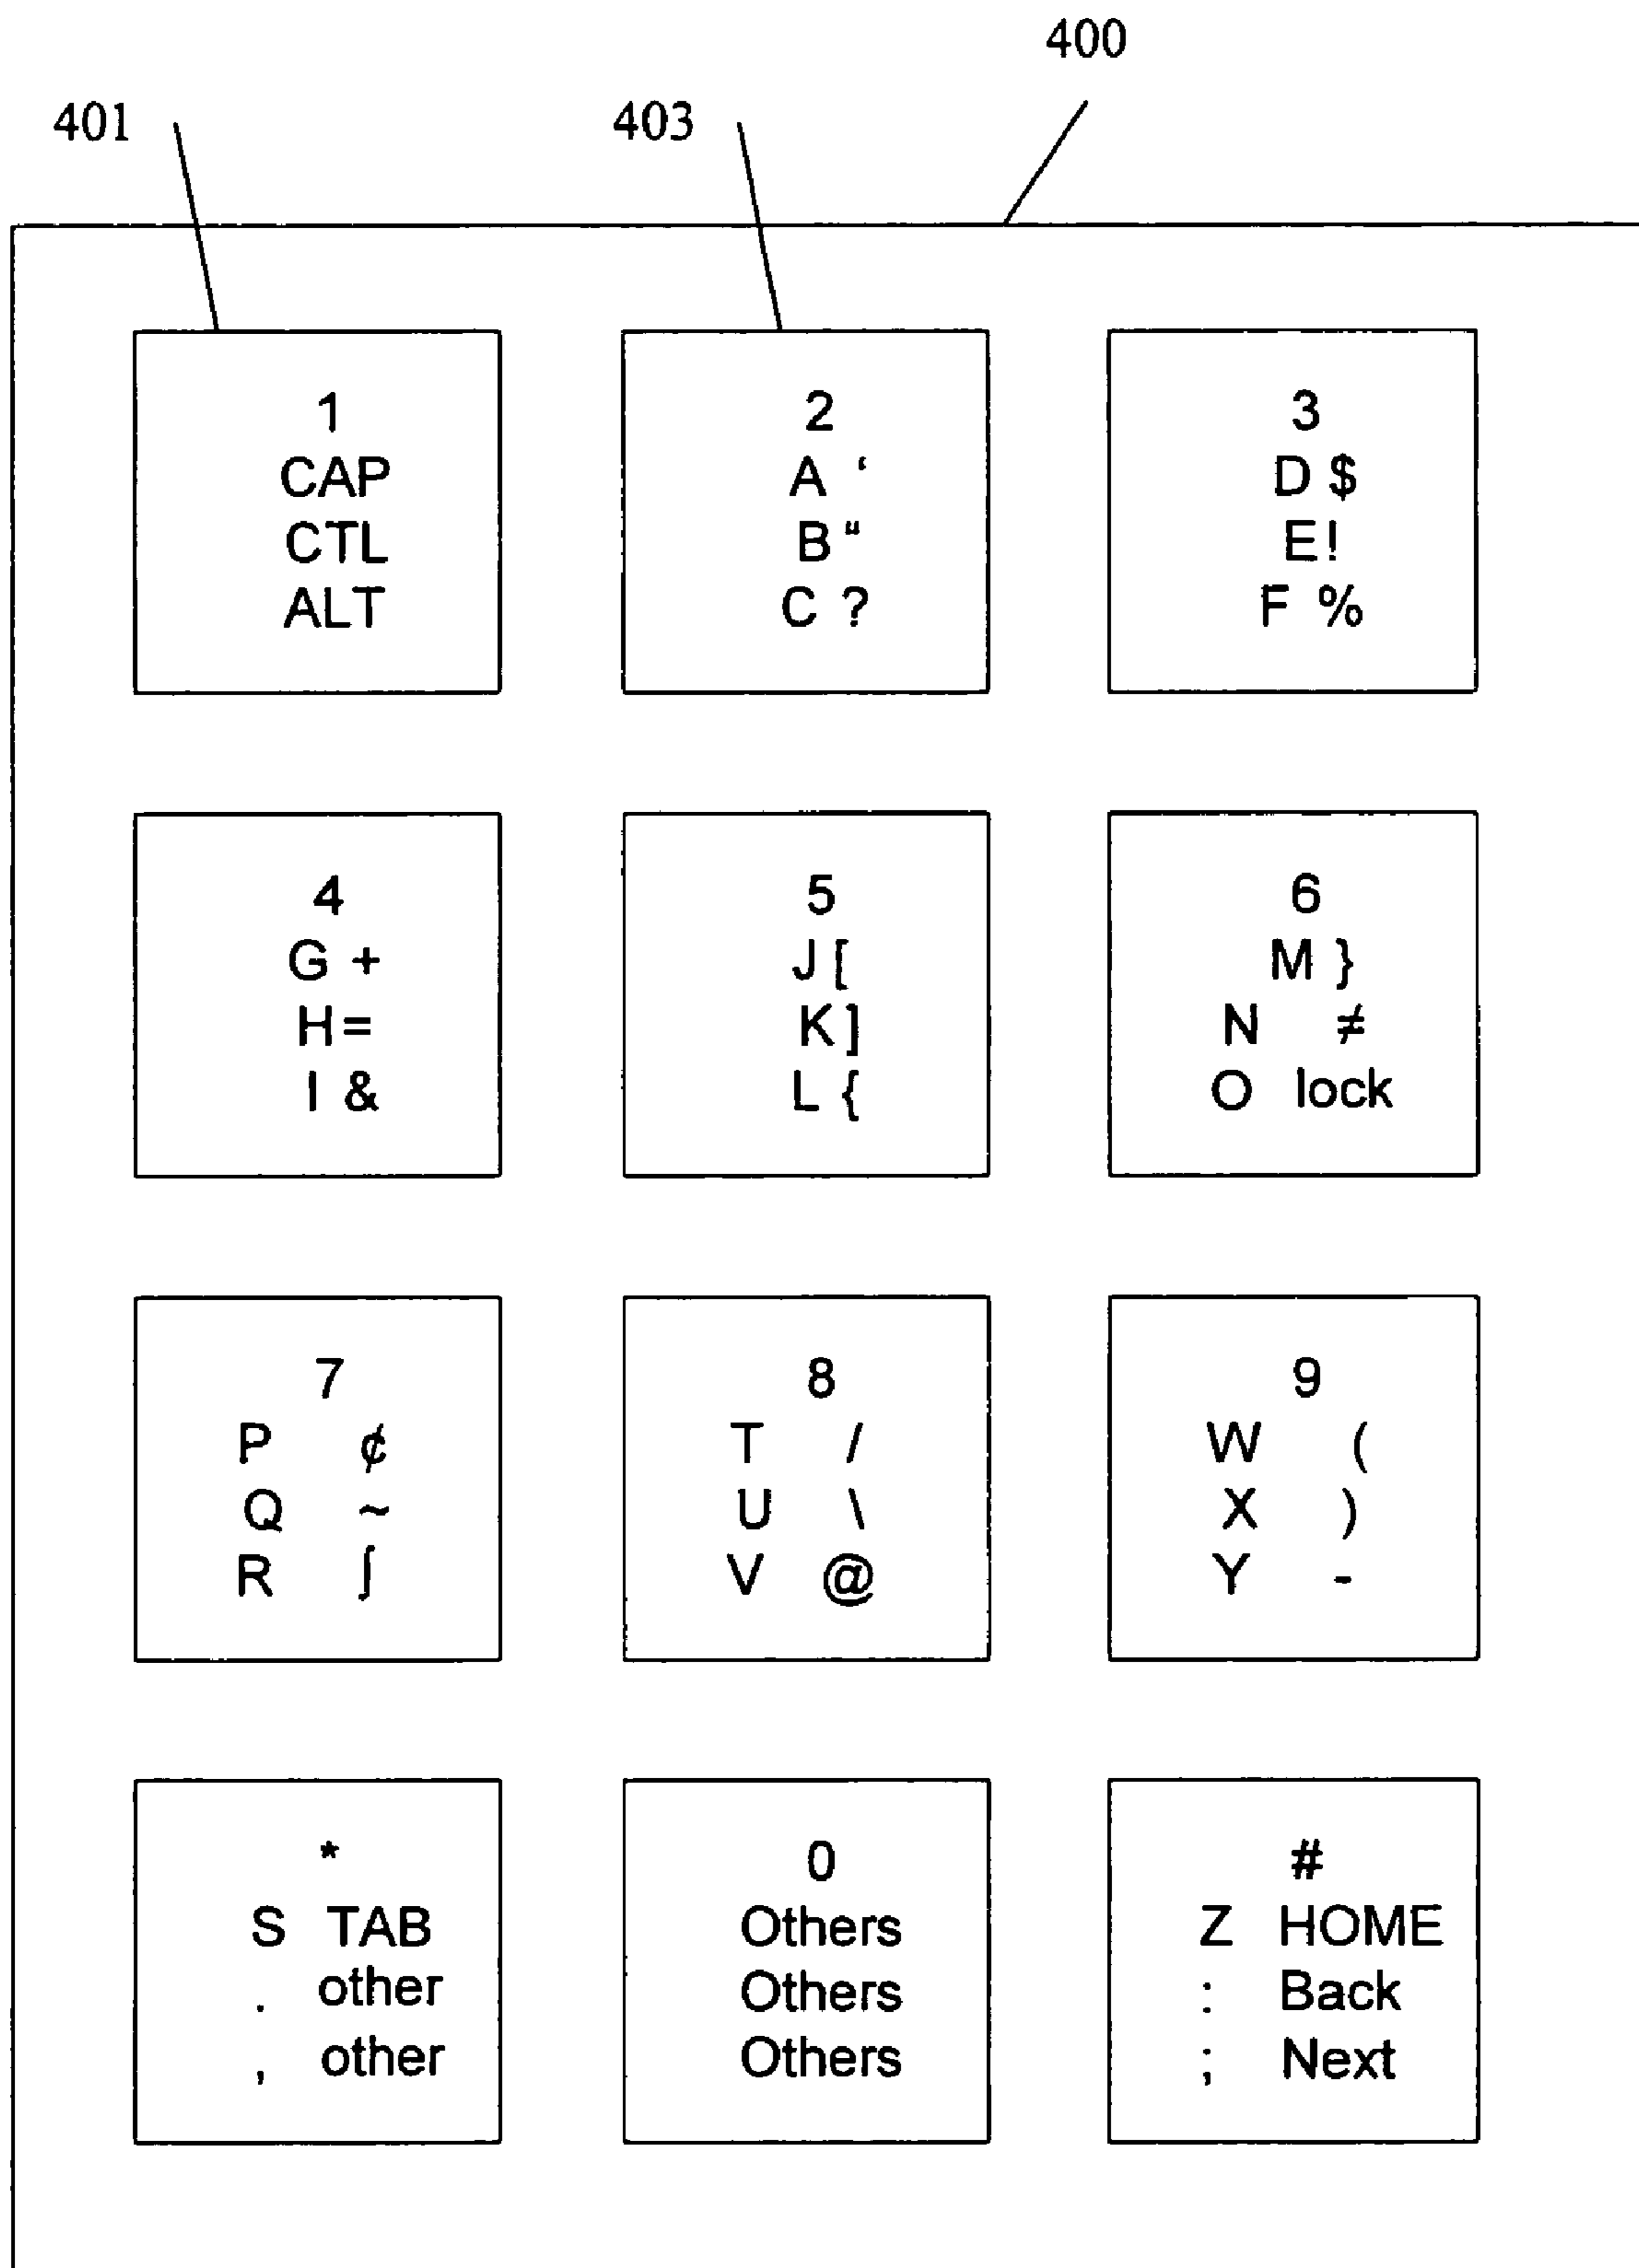 400
401
403
1
CAP
CTL
ALT
2
A ‘
B “
C ?
3
D $
E!
F %
4
G +
H =
I &
5
J [
K ]
L {
6
M }
N ≠
O lock
7
P ¢
Q ~
R ∫
8
T /
U \
V @
9
W (
X )
Y -
*
S TAB
. other
, other
0
Others
Others
Others
#
Z HOME
: Back
; Next